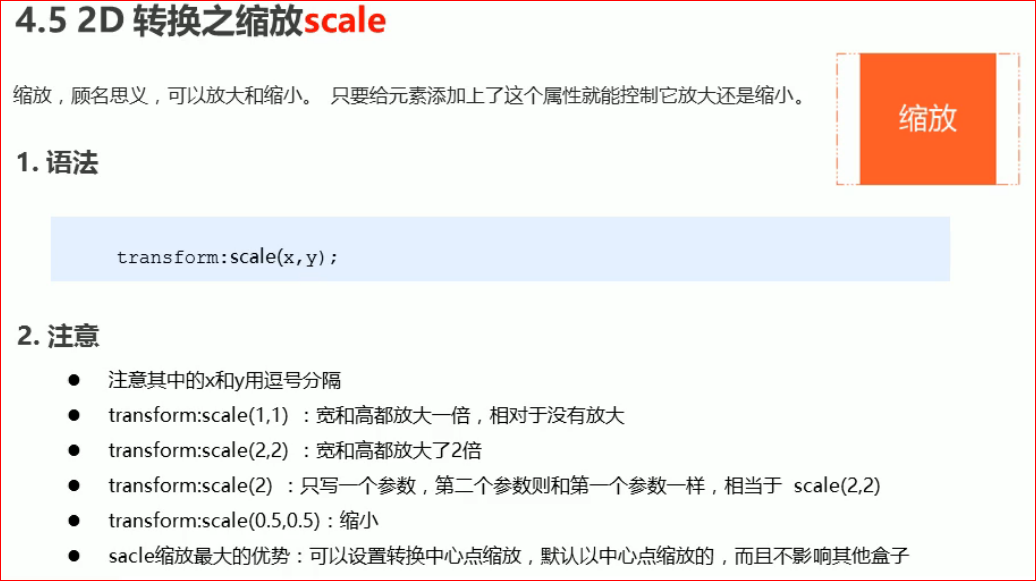 4.5 2D 转换之缩放scale
缩放，顾名思义，可以放大和缩小。 只要给元素添加上了这个属性就能控制它放大还是缩小。
缩放
1. 语法
transform:scale(x,y);
2. 注意
● 注意其中的x和y用逗号分隔
● transform:scale(1,1) ：宽和高都放大一倍，相对于没有放大
● transform:scale(2,2) ：宽和高都放大了2倍
● transform:scale(2) ：只写一个参数，第二个参数则和第一个参数一样，相当于 scale(2,2)
● transform:scale(0.5,0.5)：缩小
● sacle缩放最大的优势：可以设置转换中心点缩放，默认以中心点缩放的，而且不影响其他盒子